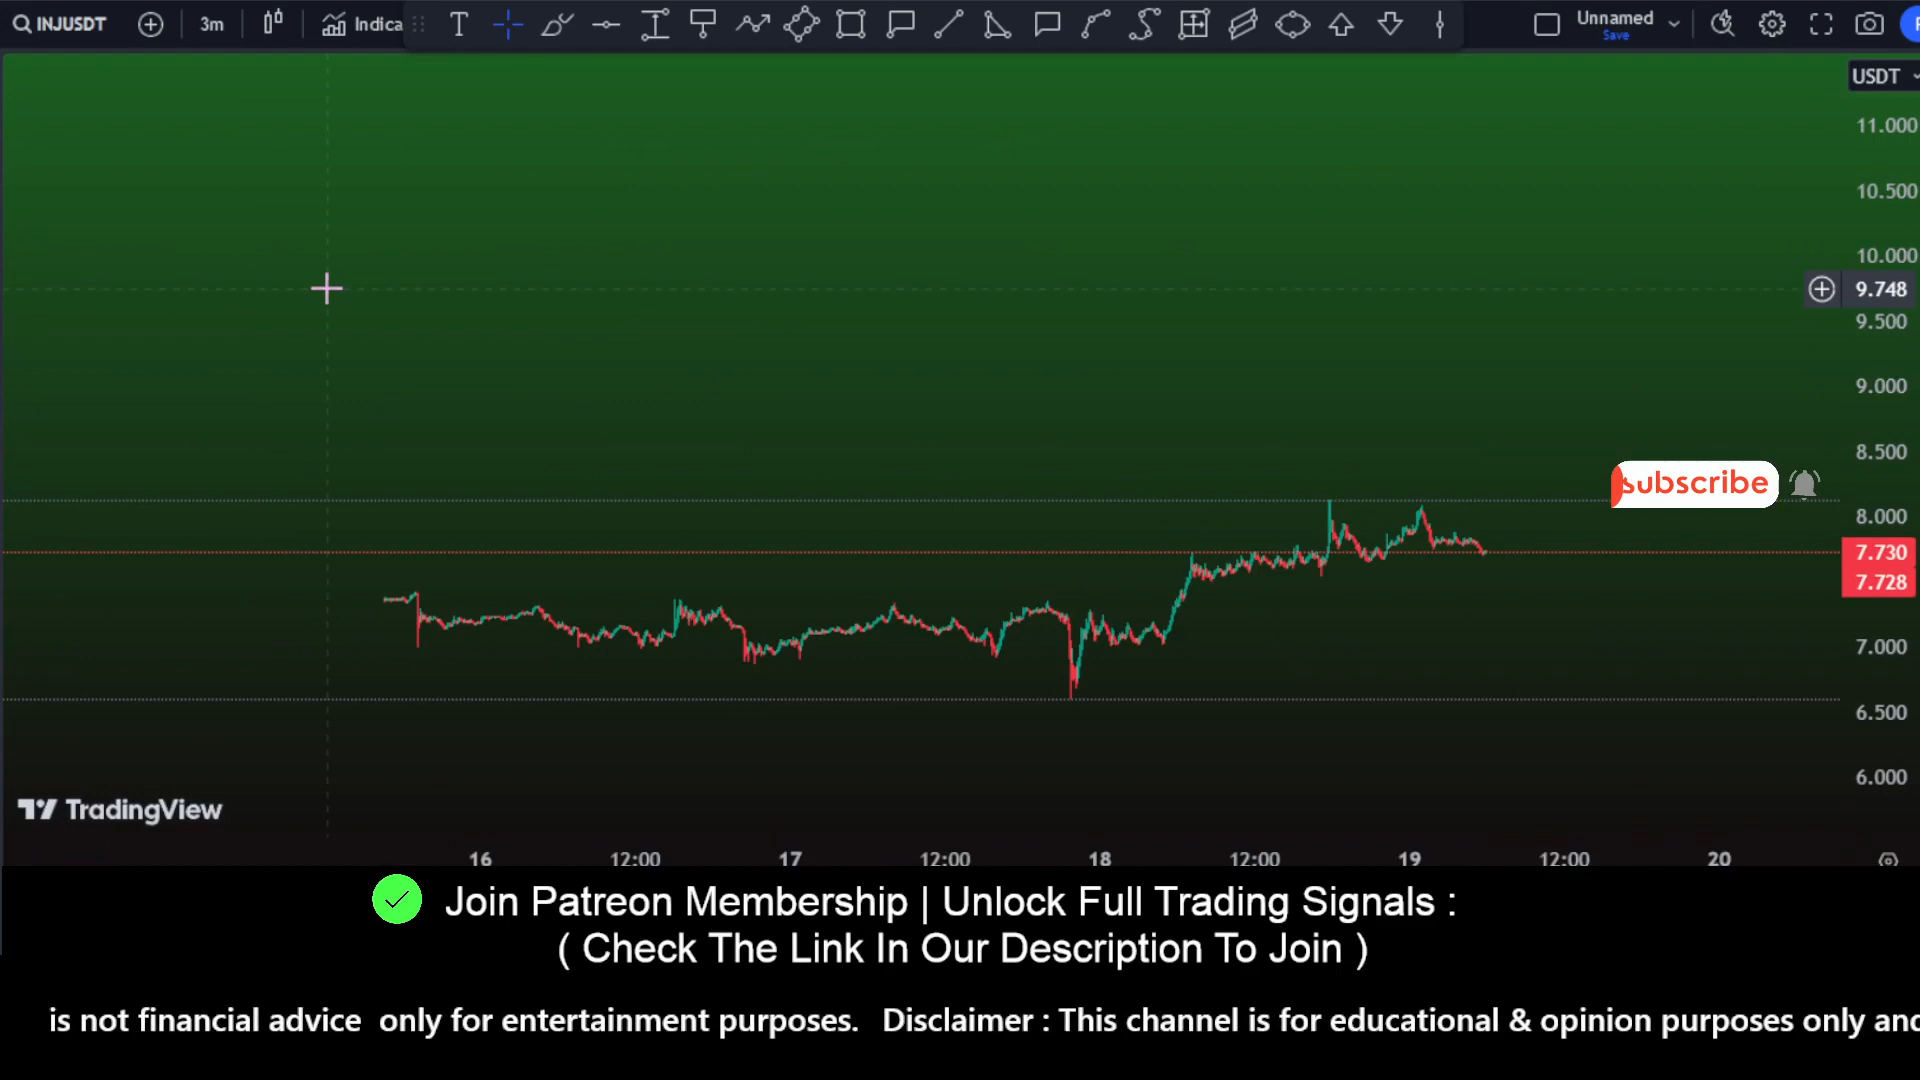 INJUSDT
3m
Indica
Unnamed
Save
USDT
11.000
10.500
10.000
9.748
9.500
9.000
8.500
subscribe
8.000
7.730
7.728
7.000
6.500
6.000
TradingView
16 12:00 17 12:00 18 12:00 19 12:00 20
Join Patreon Membership | Unlock Full Trading Signals :
( Check The Link In Our Description To Join )
is not financial advice only for entertainment purposes. Disclaimer : This channel is for educational & opinion purposes only and